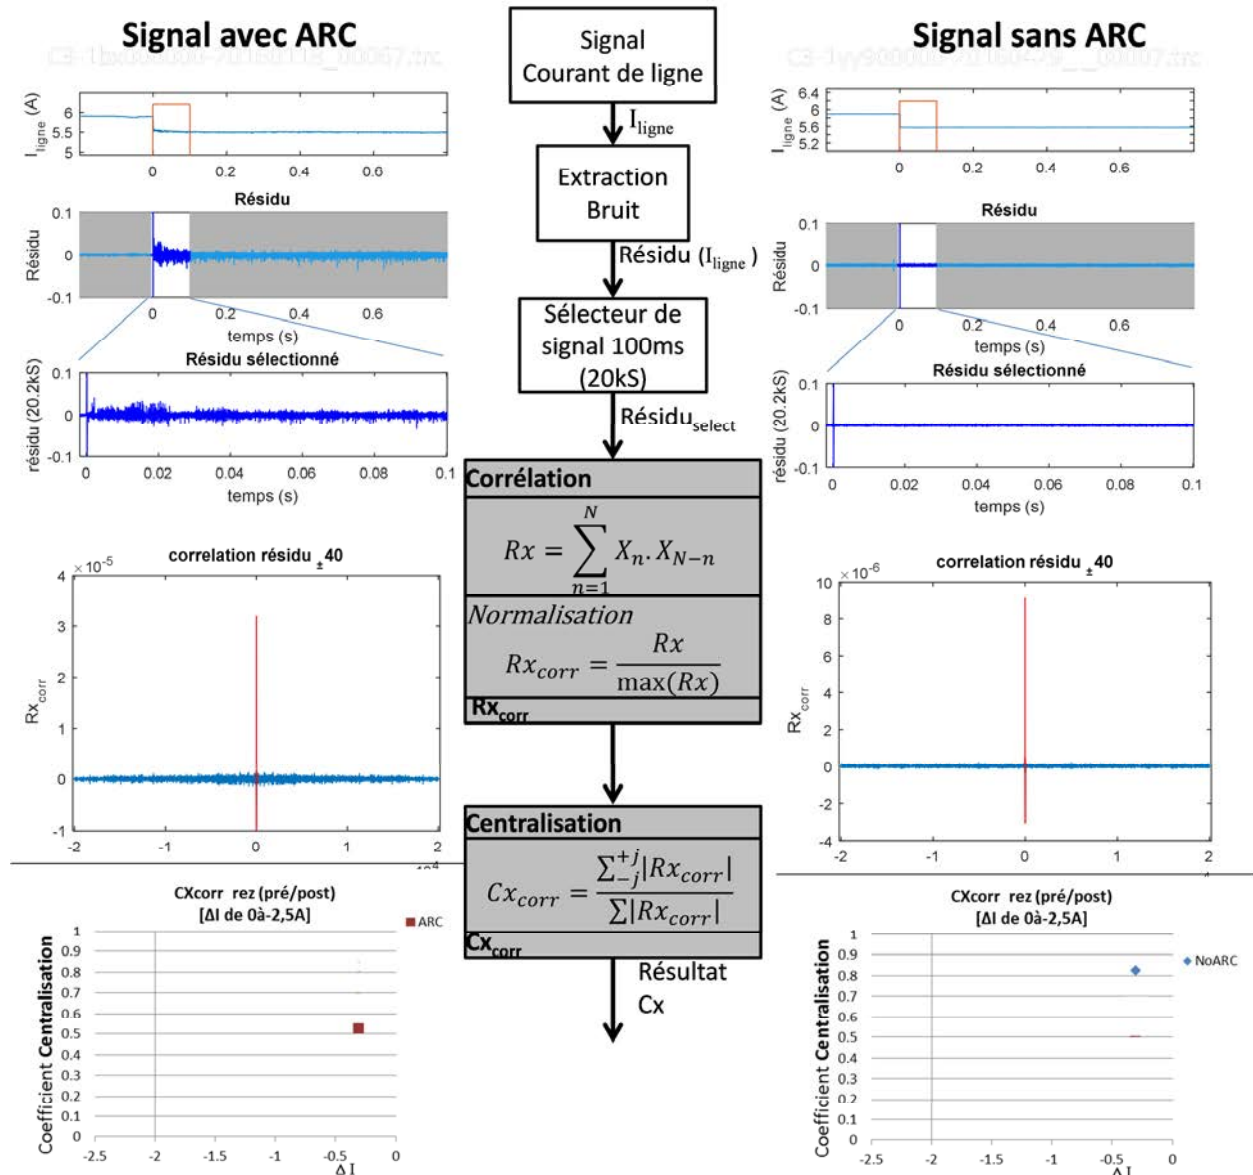 Signal avec ARC
I_ligne (A)
6
5.5
5
0
0.2
0.4
0.6
Résidu
Résidu
0.1
0
-0.1
0
0.2
0.4
0.6
temps (s)
Résidu sélectionné
résidu (20.2kS)
0.1
0
-0.1
0
0.02
0.04
0.06
0.08
0.1
temps (s)
correlation résidu ±40
×10^-5
Rx_corr
4
3
2
1
0
-1
-2
-1
0
1
2
CXcorr rez (pré/post)
[ΔI de 0à-2,5A]
ARC
Coefficient Centralisation
1
0.9
0.8
0.7
0.6
0.5
0.4
0.3
0.2
0.1
0
-2.5
-2
-1.5
-1
-0.5
0
Δ I
Signal
Courant de ligne
I_ligne
Extraction
Bruit
Résidu (I_ligne )
Sélecteur de
signal 100ms
(20kS)
Résidu_select
Corrélation
Rx = ∑_{n=1}^{N} X_n . X_{N-n}
Normalisation
Rx_corr = Rx / max(Rx)
Rx_corr
Centralisation
Cx_corr = ∑_{-j}^{+j} |Rx_corr| / ∑|Rx_corr|
Cx_corr
Résultat
Cx
Signal sans ARC
I_ligne (A)
6.4
6
5.6
5.2
0
0.2
0.4
0.6
Résidu
Résidu
0.1
0
-0.1
0
0.2
0.4
0.6
temps (s)
Résidu sélectionné
résidu (20.2kS)
0.1
0
-0.1
0
0.02
0.04
0.06
0.08
0.1
temps (s)
correlation résidu ±40
×10^-6
Rx_corr
10
8
6
4
2
0
-2
-4
-2
-1
0
1
2
CXcorr rez (pré/post)
[ΔI de 0à-2,5A]
NoARC
Coefficient Centralisation
1
0.9
0.8
0.7
0.6
0.5
0.4
0.3
0.2
0.1
0
-2.5
-2
-1.5
-1
-0.5
0
Δ I